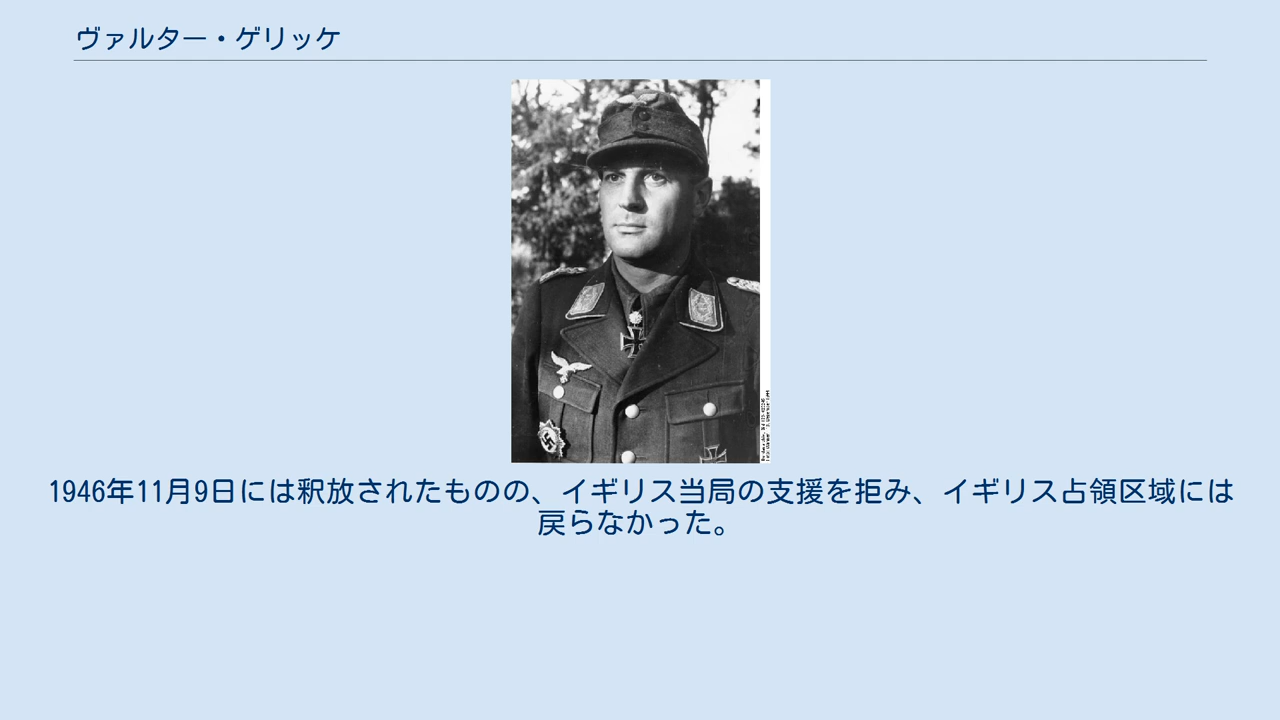 ヴァルター・ゲリッケ
1946年11月9日には釈放されたものの、イギリス当局の支援を拒み、イギリス占領区域には
戻らなかった。